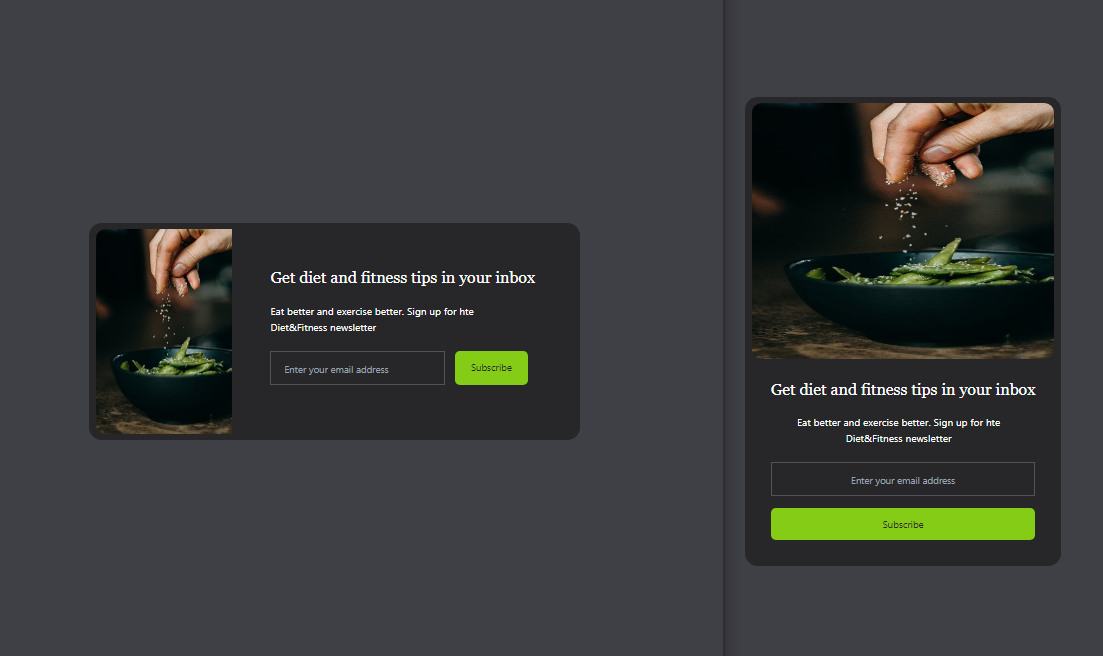 Get diet and fitness tips in your inbox
Eat better and exercise better. Sign up for hte
Diet&Fitness newsletter
Enter your email address
Subscribe
Get diet and fitness tips in your inbox
Eat better and exercise better. Sign up for hte
Diet&Fitness newsletter
Enter your email address
Subscribe